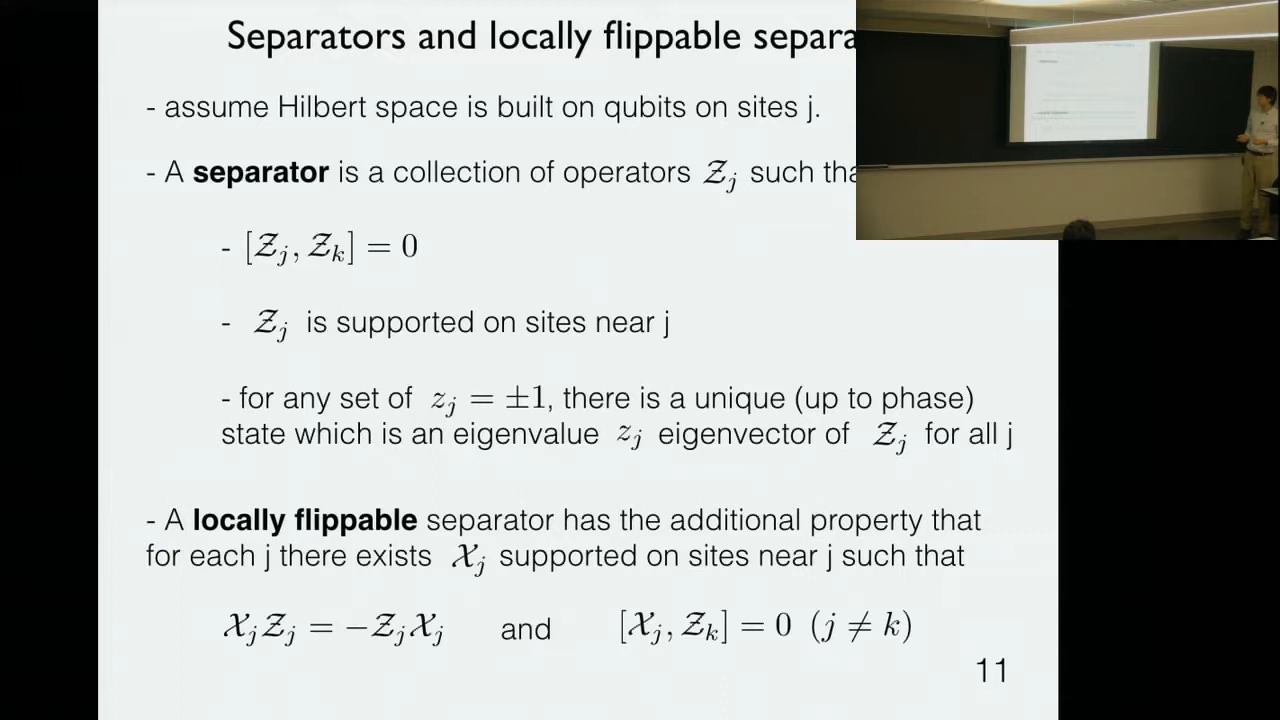 Separators and locally flippable separa
- assume Hilbert space is built on qubits on sites j.
- A separator is a collection of operators 𝒵_j such tha
- [𝒵_j, 𝒵_k] = 0
- 𝒵_j is supported on sites near j
- for any set of z_j = ±1, there is a unique (up to phase)
state which is an eigenvalue z_j eigenvector of 𝒵_j for all j
- A locally flippable separator has the additional property that
for each j there exists 𝒳_j supported on sites near j such that
𝒳_j𝒵_j = −𝒵_j𝒳_j and [𝒳_j, 𝒵_k] = 0 (j ≠ k)
11